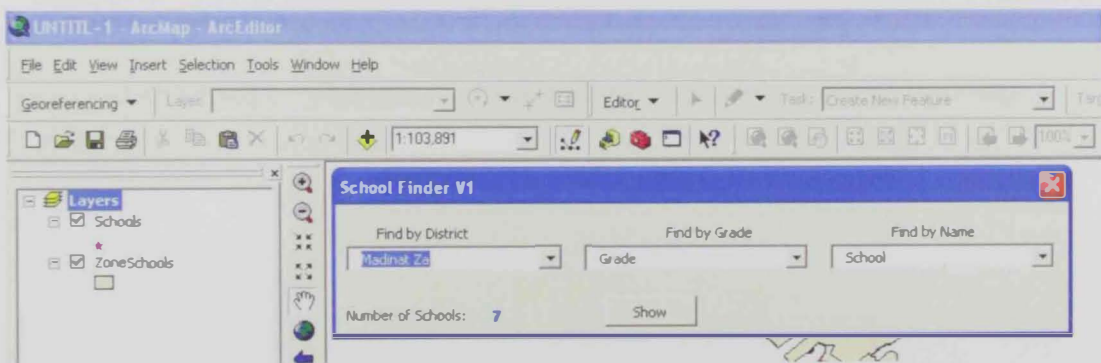 UNTITL~1 - ArcMap - ArcEditor
File Edit View Insert Selection Tools Window Help
Georeferencing Layer: Editor Task: Create New Feature
1:103,891 100%
Layers
Schools
ZoneSchools
School Finder V1
Find by District Find by Grade Find by Name
Madinat Za Grade School
Number of Schools: 7 Show